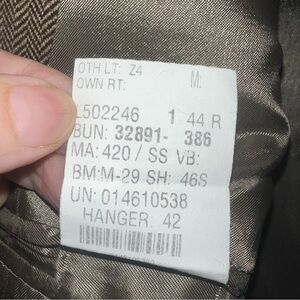 OTH LT: Z4
OWN RT: M:
L502246 1 44 R
BUN: 32891- 386
MA: 420 / SS VB:
BM:M-29 SH: 46S
UN: 014610538
HANGER: 42